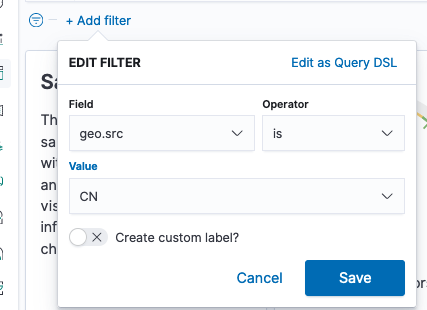 + Add filter
EDIT FILTER
Edit as Query DSL
Field
Operator
geo.src
is
Value
CN
Create custom label?
Cancel
Save